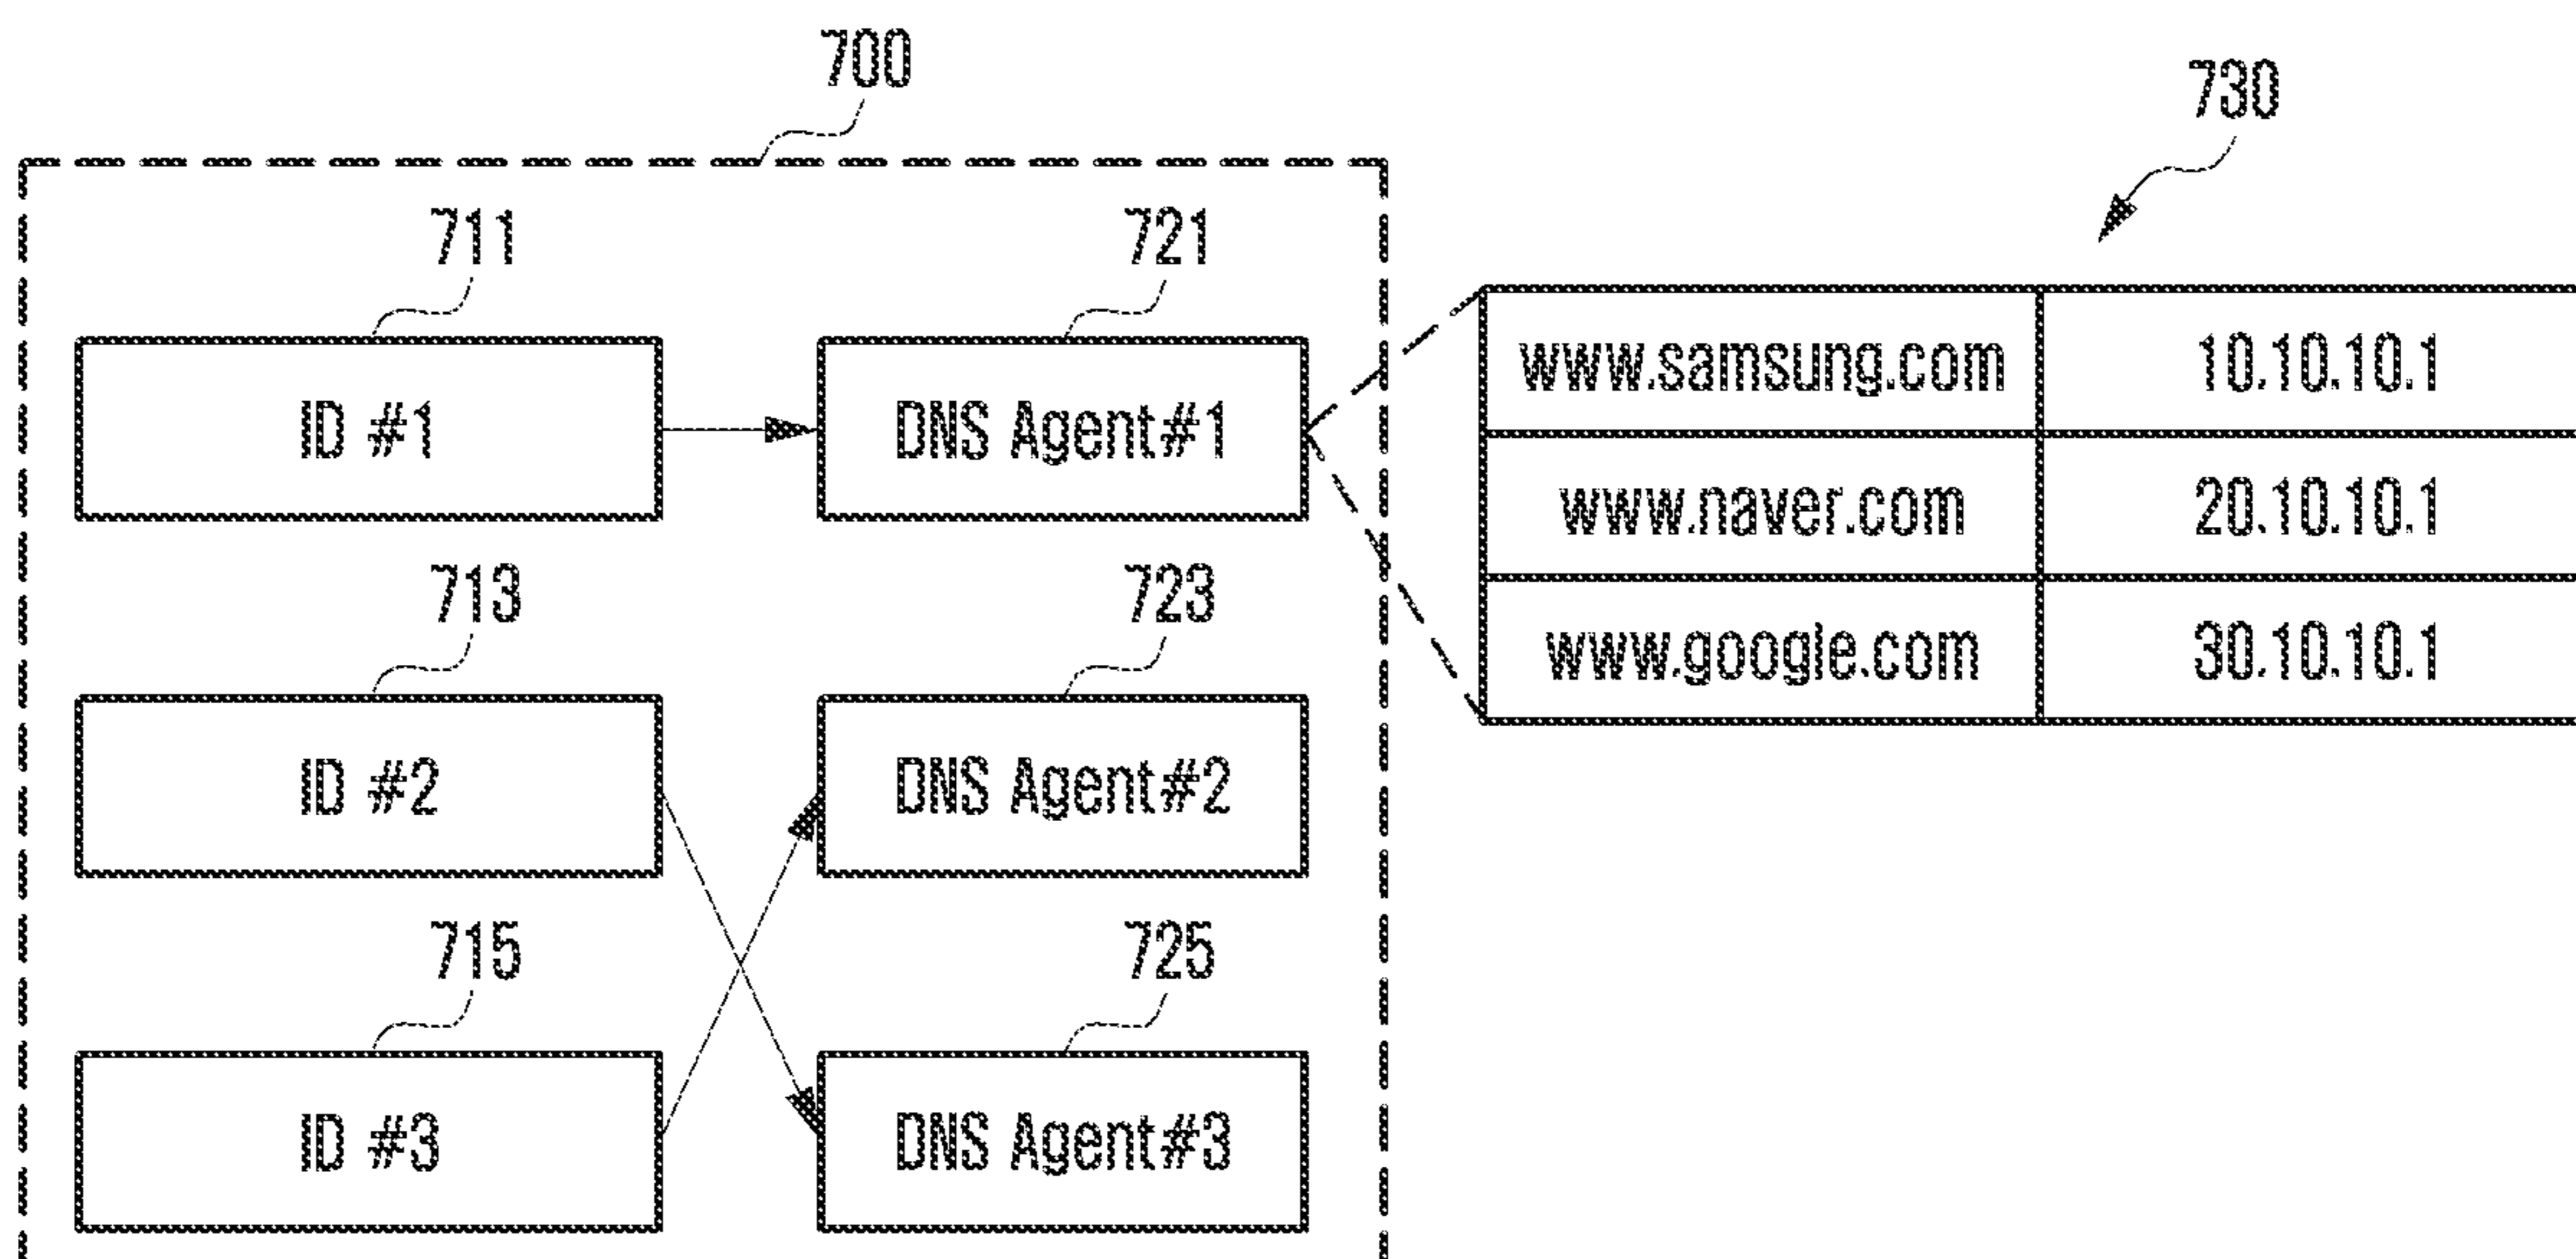 700
730
711
721
ID #1
DNS Agent#1
www.samsung.com
10.10.10.1
www.naver.com
20.10.10.1
www.google.com
30.10.10.1
713
723
ID #2
DNS Agent#2
715
725
ID #3
DNS Agent#3